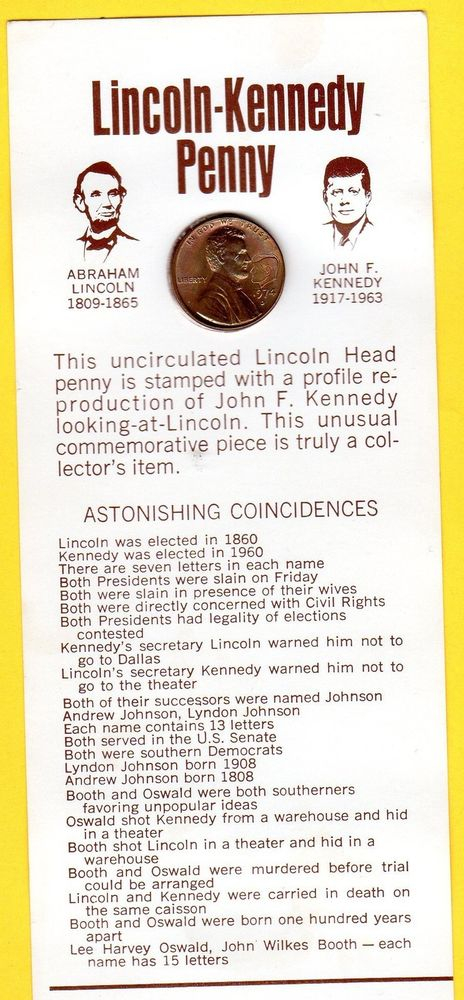 Lincoln-Kennedy
Penny
ABRAHAM
LINCOLN
1809-1865
IN GOD WE TRUST
LIBERTY
1974
JOHN F.
KENNEDY
1917-1963
This uncirculated Lincoln Head
penny is stamped with a profile re-
production of John F. Kennedy
looking-at-Lincoln. This unusual
commemorative piece is truly a col-
lector's item.
ASTONISHING COINCIDENCES
Lincoln was elected in 1860
Kennedy was elected in 1960
There are seven letters in each name
Both Presidents were slain on Friday
Both were slain in presence of their wives
Both were directly concerned with Civil Rights
Both Presidents had legality of elections
contested
Kennedy's secretary Lincoln warned him not to
go to Dallas
Lincoln's secretary Kennedy warned him not to
go to the theater
Both of their successors were named Johnson
Andrew Johnson, Lyndon Johnson
Each name contains 13 letters
Both served in the U.S. Senate
Both were southern Democrats
Lyndon Johnson born 1908
Andrew Johnson born 1808
Booth and Oswald were both southerners
favoring unpopular ideas
Oswald shot Kennedy from a warehouse and hid
in a theater
Booth shot Lincoln in a theater and hid in a
warehouse
Booth and Oswald were murdered before trial
could be arranged
Lincoln and Kennedy were carried in death on
the same caisson
Booth and Oswald were born one hundred years
apart
Lee Harvey Oswald, John Wilkes Booth — each
name has 15 letters